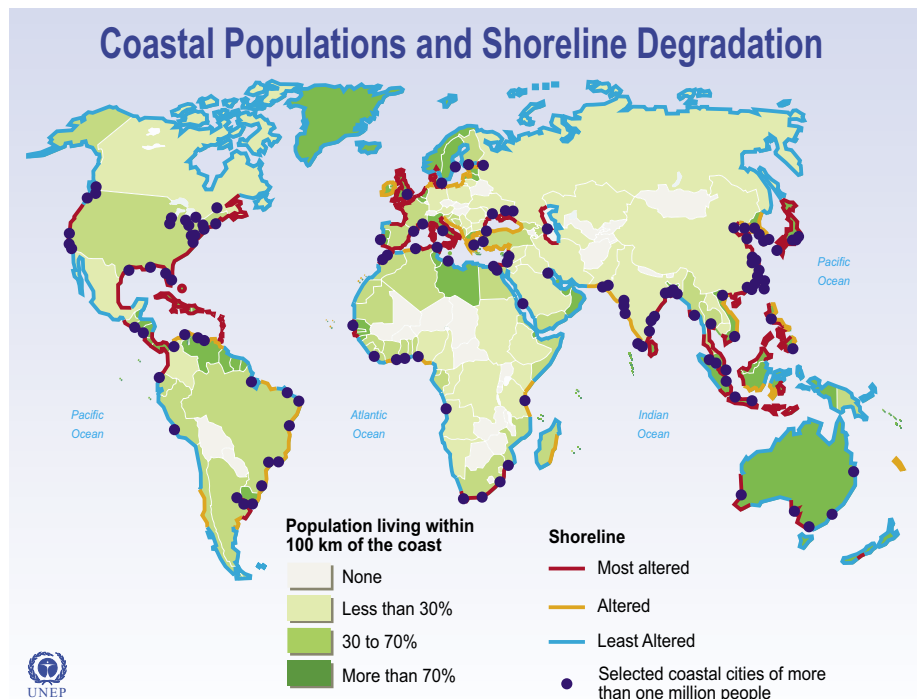 Coastal Populations and Shoreline Degradation
Pacific
Ocean
Pacific
Ocean
Atlantic
Ocean
Indian
Ocean
Population living within
100 km of the coast
None
Less than 30%
30 to 70%
More than 70%
Shoreline
Most altered
Altered
Least Altered
Selected coastal cities of more
than one million people
UNEP